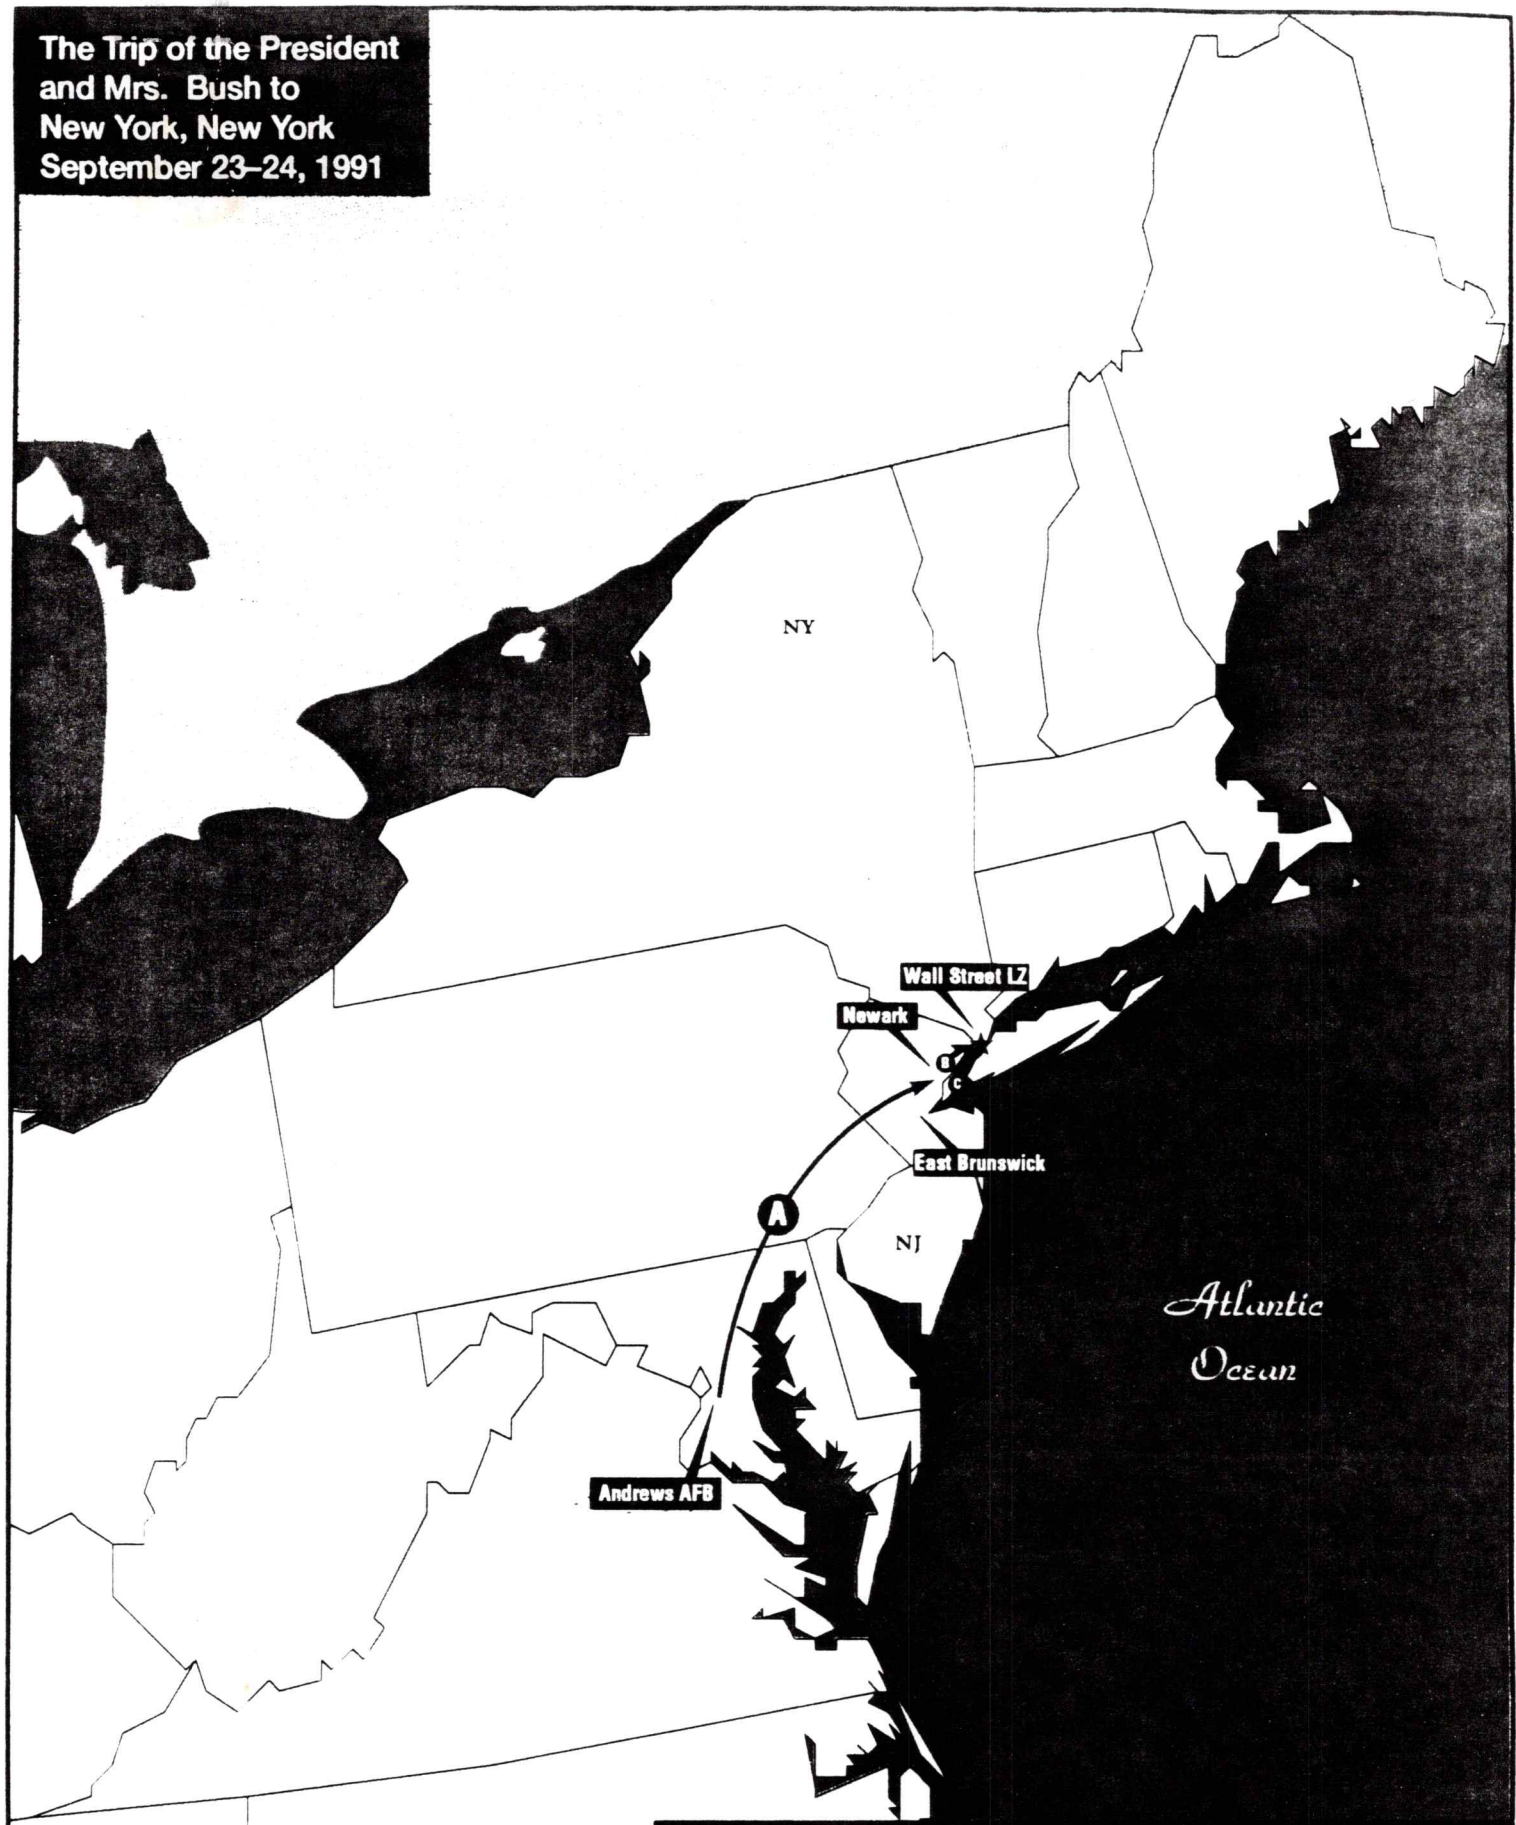 The Trip of the President
and Mrs. Bush to
New York, New York
September 23–24, 1991
NY
Wall Street LZ
Newark
B
C
East Brunswick
A
NJ
Atlantic
Ocean
Andrews AFB